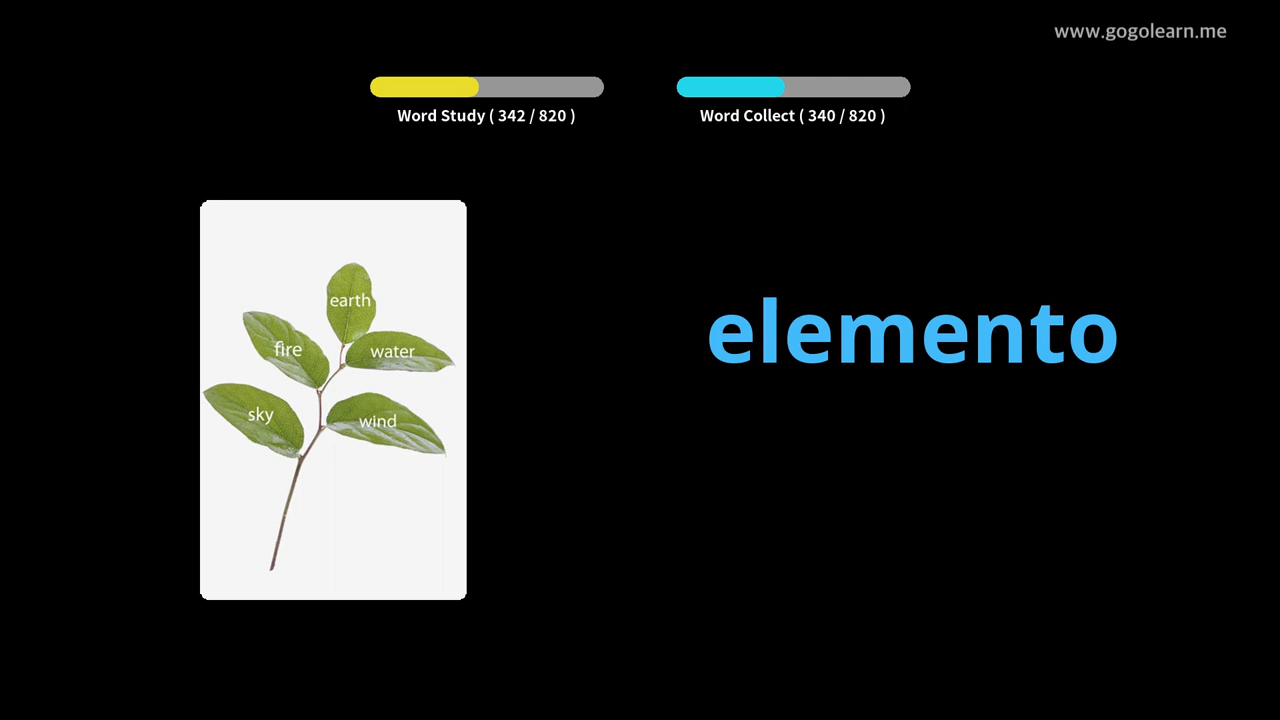 www.gogolearn.me
Word Study ( 342 / 820 )
Word Collect ( 340 / 820 )
earth
fire
water
sky
wind
elemento